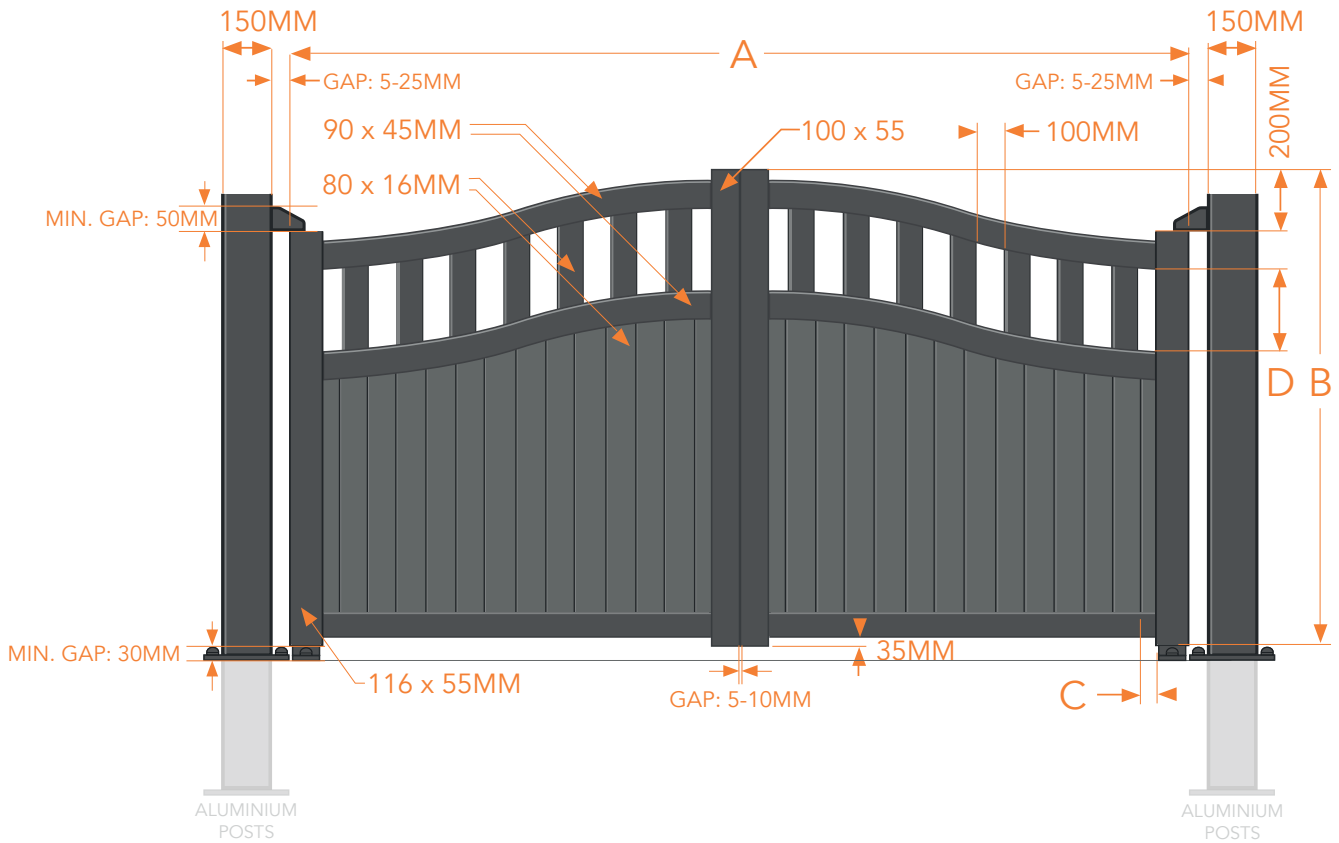 150MM
150MM
A
GAP: 5-25MM
GAP: 5-25MM
200MM
90 x 45MM
100 x 55
100MM
80 x 16MM
MIN. GAP: 50MM
D
B
MIN. GAP: 30MM
35MM
116 x 55MM
GAP: 5-10MM
C
ALUMINIUM
POSTS
ALUMINIUM
POSTS